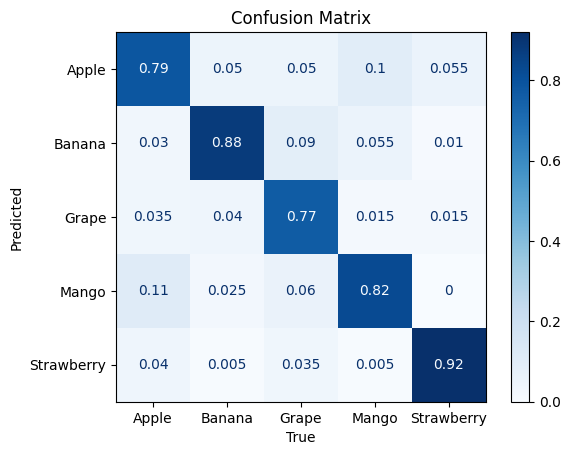 Confusion Matrix
Apple 0.79 0.05 0.05 0.1 0.055
Banana 0.03 0.88 0.09 0.055 0.01
Grape 0.035 0.04 0.77 0.015 0.015
Mango 0.11 0.025 0.06 0.82 0
Strawberry 0.04 0.005 0.035 0.005 0.92
Apple Banana Grape Mango Strawberry
True
Predicted
0.8
0.6
0.4
0.2
0.0